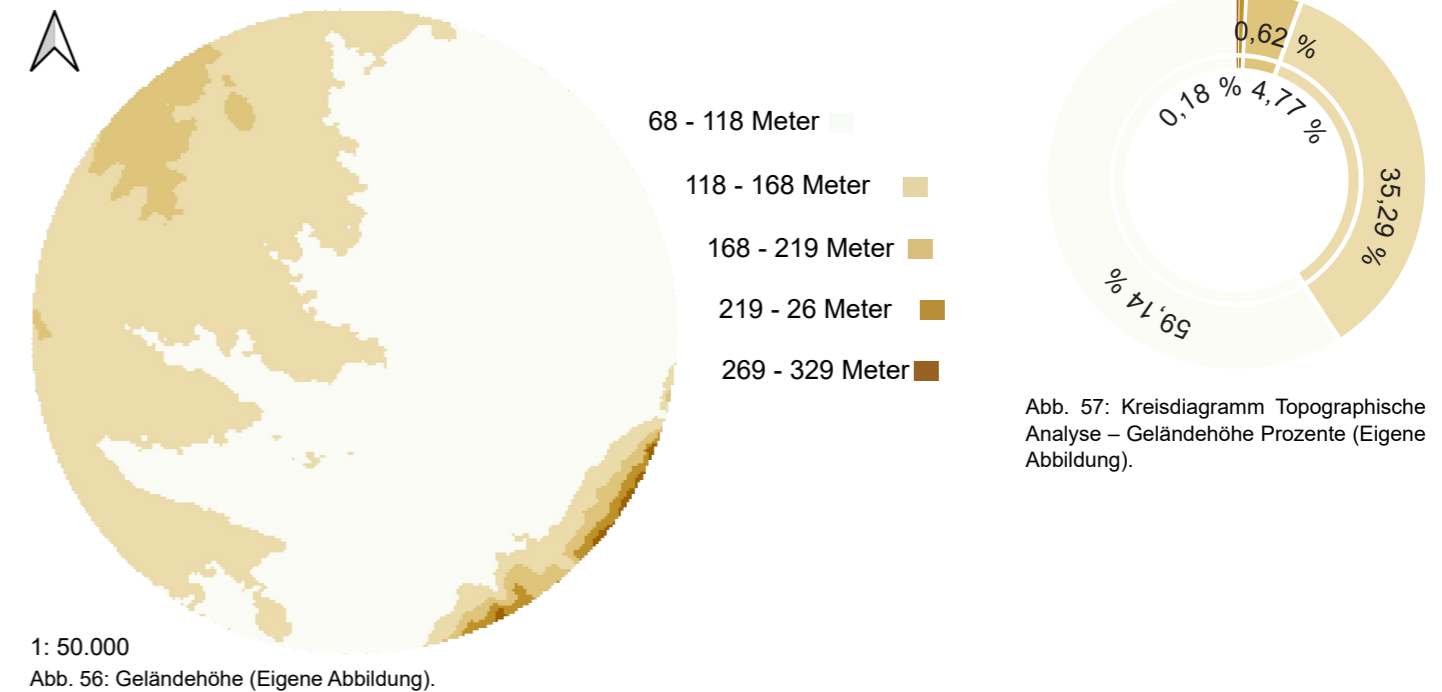 68 - 118 Meter
118 - 168 Meter
168 - 219 Meter
219 - 26 Meter
269 - 329 Meter
1: 50.000
Abb. 56: Geländehöhe (Eigene Abbildung).
0,62 %
0,18 %
4,77 %
35,29 %
59,14 %
Abb. 57: Kreisdiagramm Topographische
Analyse – Geländehöhe Prozente (Eigene
Abbildung).